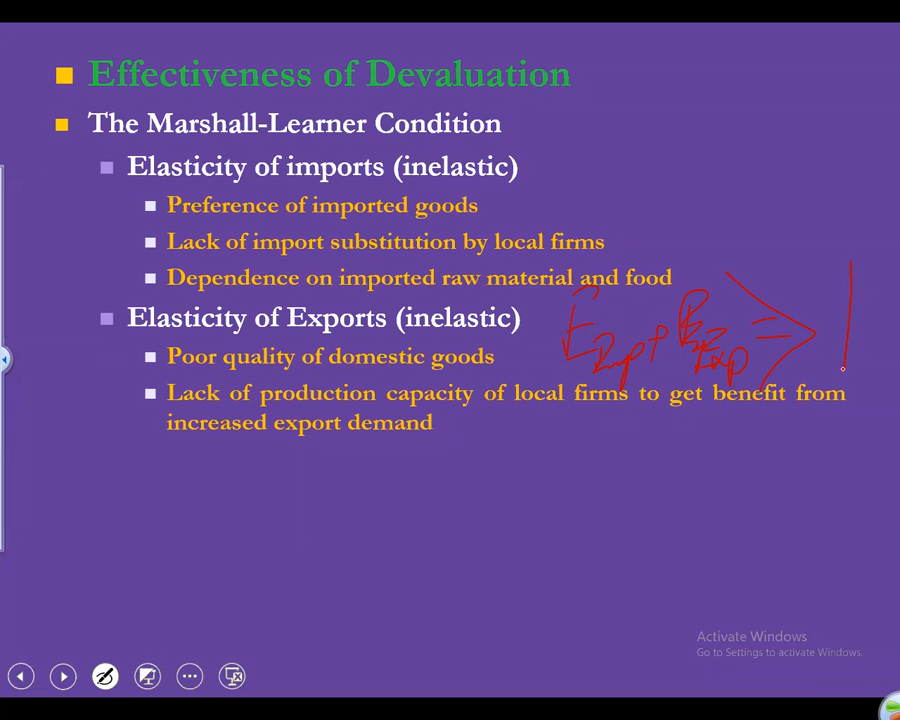 Effectiveness of Devaluation
The Marshall-Learner Condition
Elasticity of imports (inelastic)
Preference of imported goods
Lack of import substitution by local firms
Dependence on imported raw material and food
Elasticity of Exports (inelastic)
E Imp + E Exp => 1
Poor quality of domestic goods
Lack of production capacity of local firms to get benefit from
increased export demand
Activate Windows
Go to Settings to activate Windows.